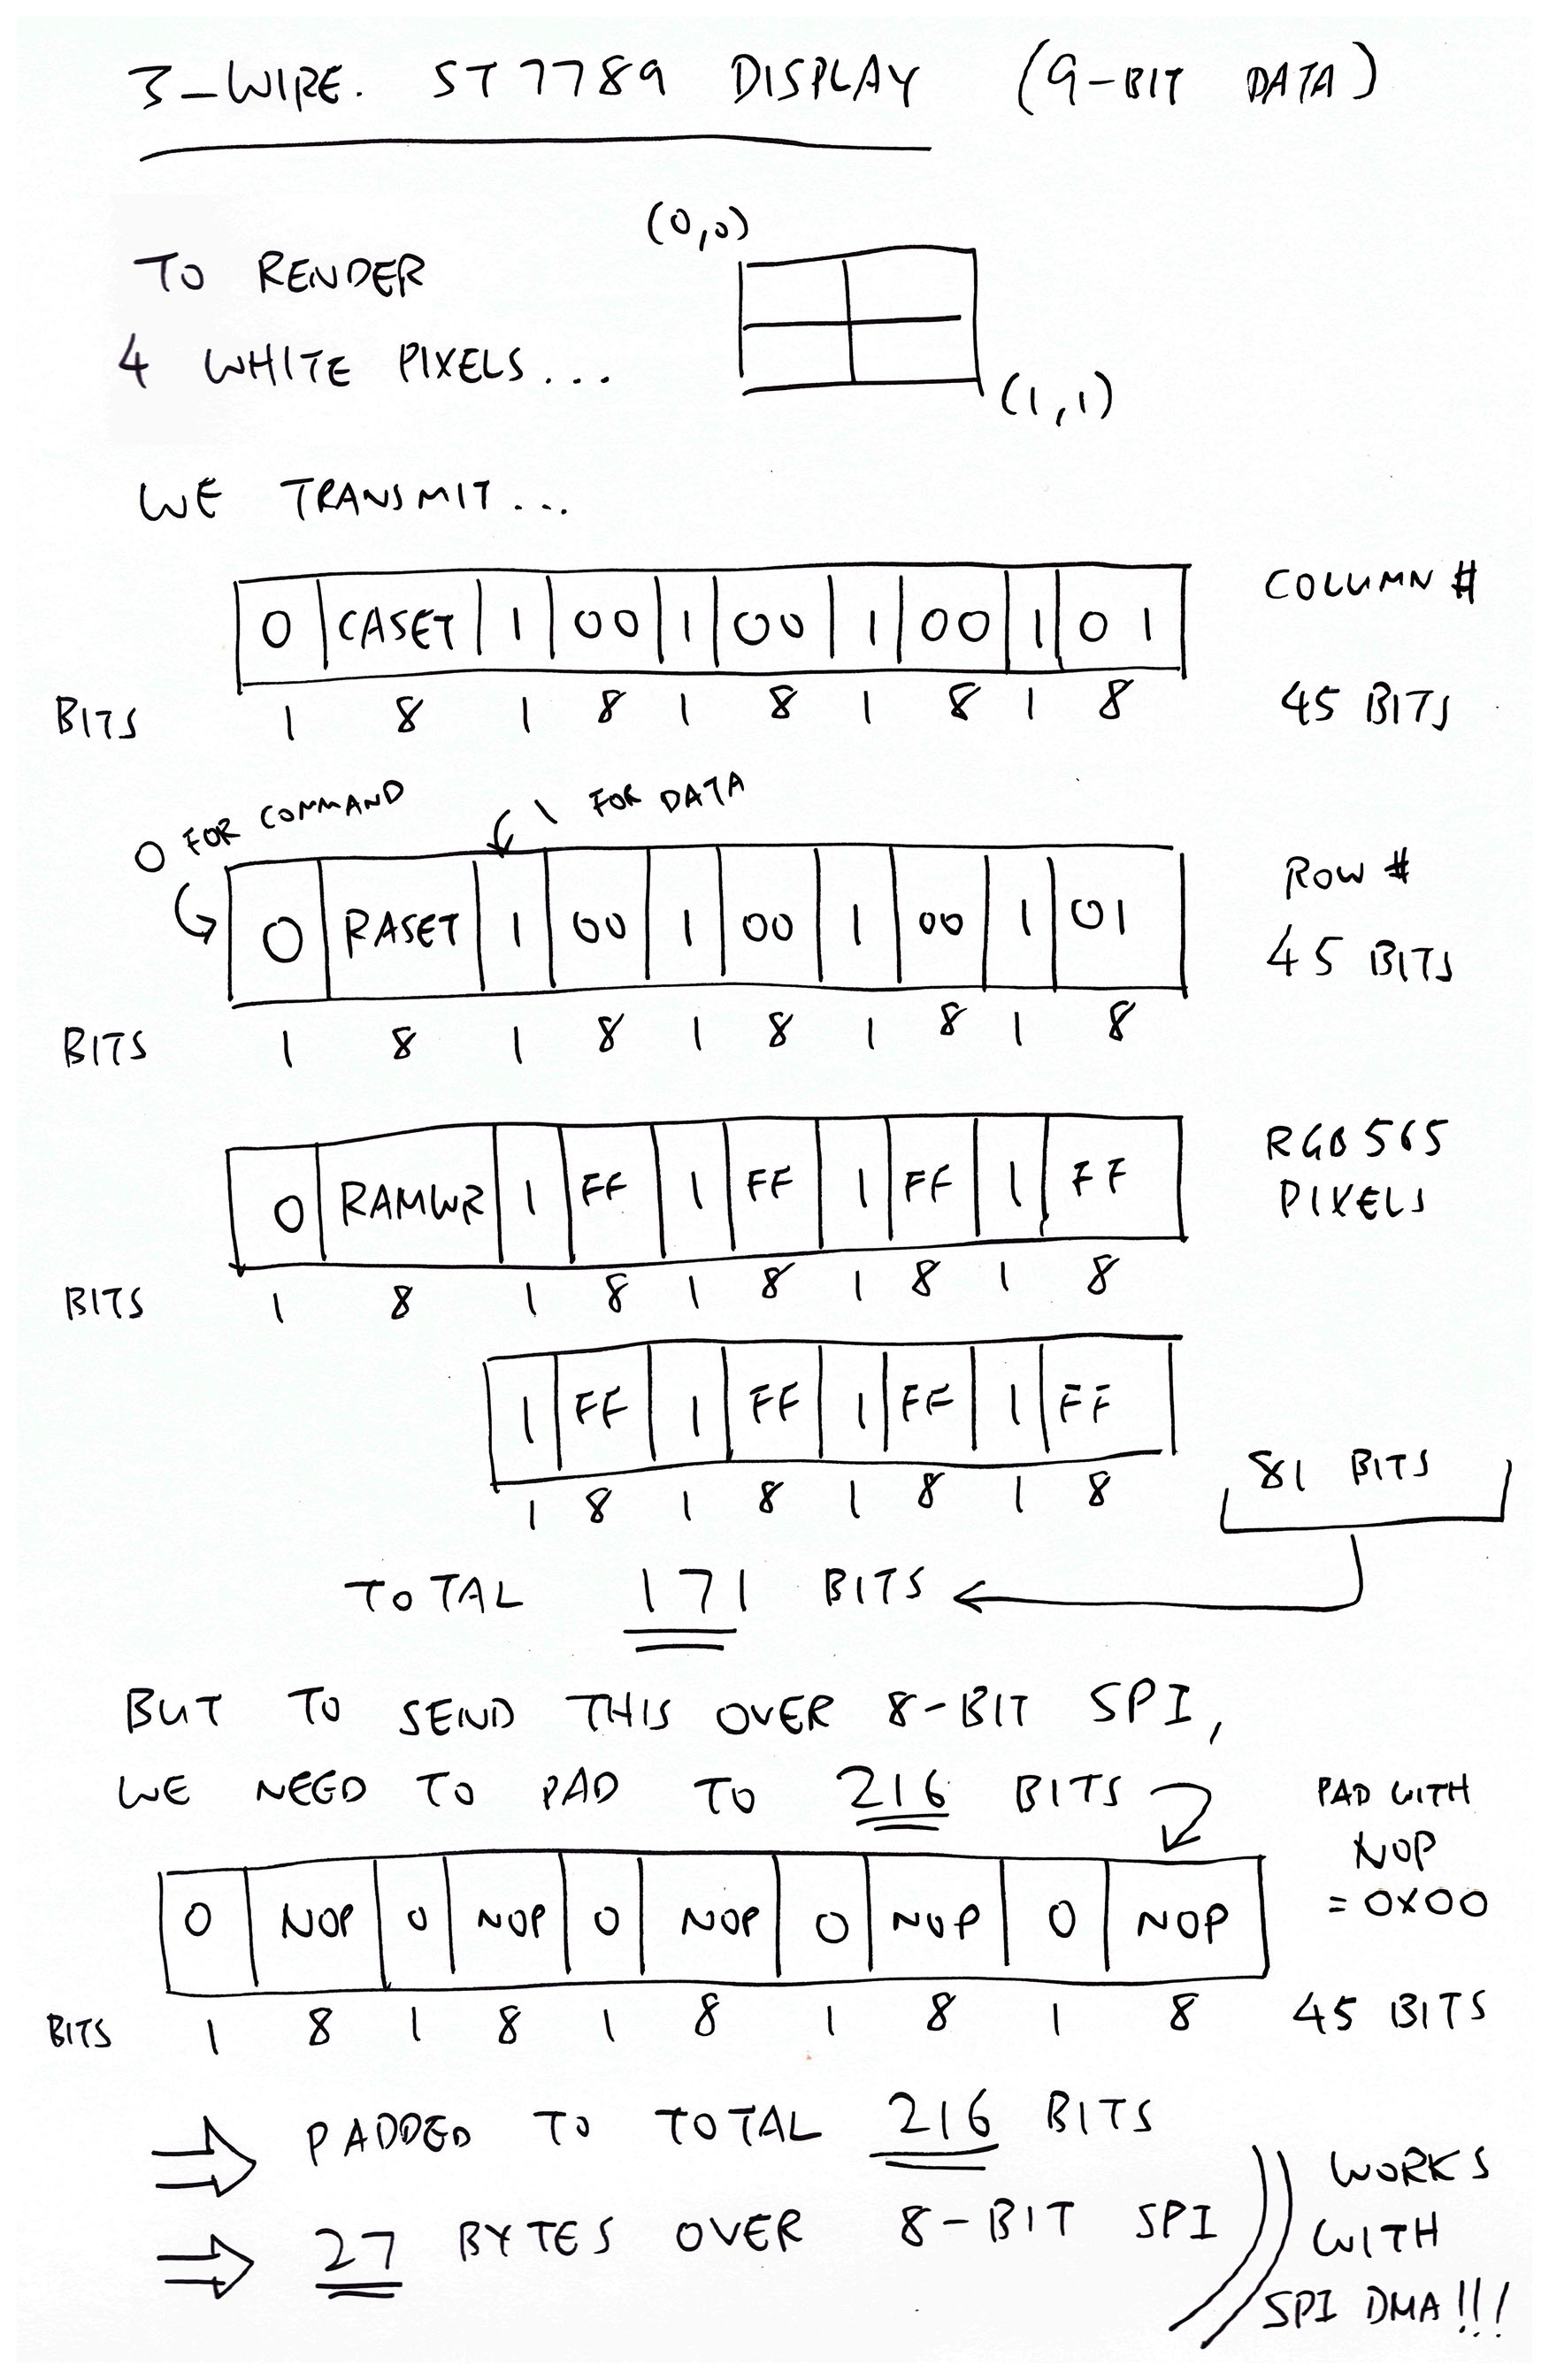 3-WIRE. ST7789 DISPLAY (9-BIT DATA)
(0,0)
TO RENDER
4 WHITE PIXELS...
(1,1)
WE TRANSMIT...
0 CASET 1 00 1 00 1 00 1 01
COLUMN #
BITS 1 8 1 8 1 8 1 8 1 8
45 BITS
0 FOR COMMAND
1 FOR DATA
0 RASET 1 00 1 00 1 00 1 01
ROW #
45 BITS
BITS 1 8 1 8 1 8 1 8 1 8
0 RAMWR 1 FF 1 FF 1 FF 1 FF
RGB565
PIXELS
BITS 1 8 1 8 1 8 1 8 1 8
1 FF 1 FF 1 FF 1 FF
1 8 1 8 1 8 1 8
81 BITS
TOTAL 171 BITS
BUT TO SEND THIS OVER 8-BIT SPI,
WE NEED TO PAD TO 216 BITS
PAD WITH
NOP
= 0X00
0 NOP 0 NOP 0 NOP 0 NOP 0 NOP
BITS 1 8 1 8 1 8 1 8 1 8
45 BITS
⇒ PADDED TO TOTAL 216 BITS
⇒ 27 BYTES OVER 8-BIT SPI
WORKS
WITH
SPI DMA!!!